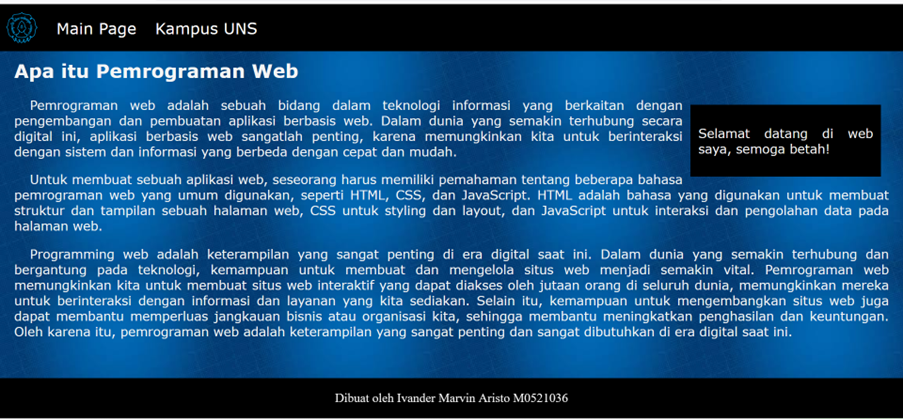 Main Page Kampus UNS
Apa itu Pemrograman Web
Pemrograman web adalah sebuah bidang dalam teknologi informasi yang berkaitan dengan
pengembangan dan pembuatan aplikasi berbasis web. Dalam dunia yang semakin terhubung secara
digital ini, aplikasi berbasis web sangatlah penting, karena memungkinkan kita untuk berinteraksi
dengan sistem dan informasi yang berbeda dengan cepat dan mudah.
Selamat datang di web
saya, semoga betah!
Untuk membuat sebuah aplikasi web, seseorang harus memiliki pemahaman tentang beberapa bahasa
pemrograman web yang umum digunakan, seperti HTML, CSS, dan JavaScript. HTML adalah bahasa yang digunakan untuk membuat
struktur dan tampilan sebuah halaman web, CSS untuk styling dan layout, dan JavaScript untuk interaksi dan pengolahan data pada
halaman web.
Programming web adalah keterampilan yang sangat penting di era digital saat ini. Dalam dunia yang semakin terhubung dan
bergantung pada teknologi, kemampuan untuk membuat dan mengelola situs web menjadi semakin vital. Pemrograman web
memungkinkan kita untuk membuat situs web interaktif yang dapat diakses oleh jutaan orang di seluruh dunia, memungkinkan mereka
untuk berinteraksi dengan informasi dan layanan yang kita sediakan. Selain itu, kemampuan untuk mengembangkan situs web juga
dapat membantu memperluas jangkauan bisnis atau organisasi kita, sehingga membantu meningkatkan penghasilan dan keuntungan.
Oleh karena itu, pemrograman web adalah keterampilan yang sangat penting dan sangat dibutuhkan di era digital saat ini.
Dibuat oleh Ivander Marvin Aristo M0521036